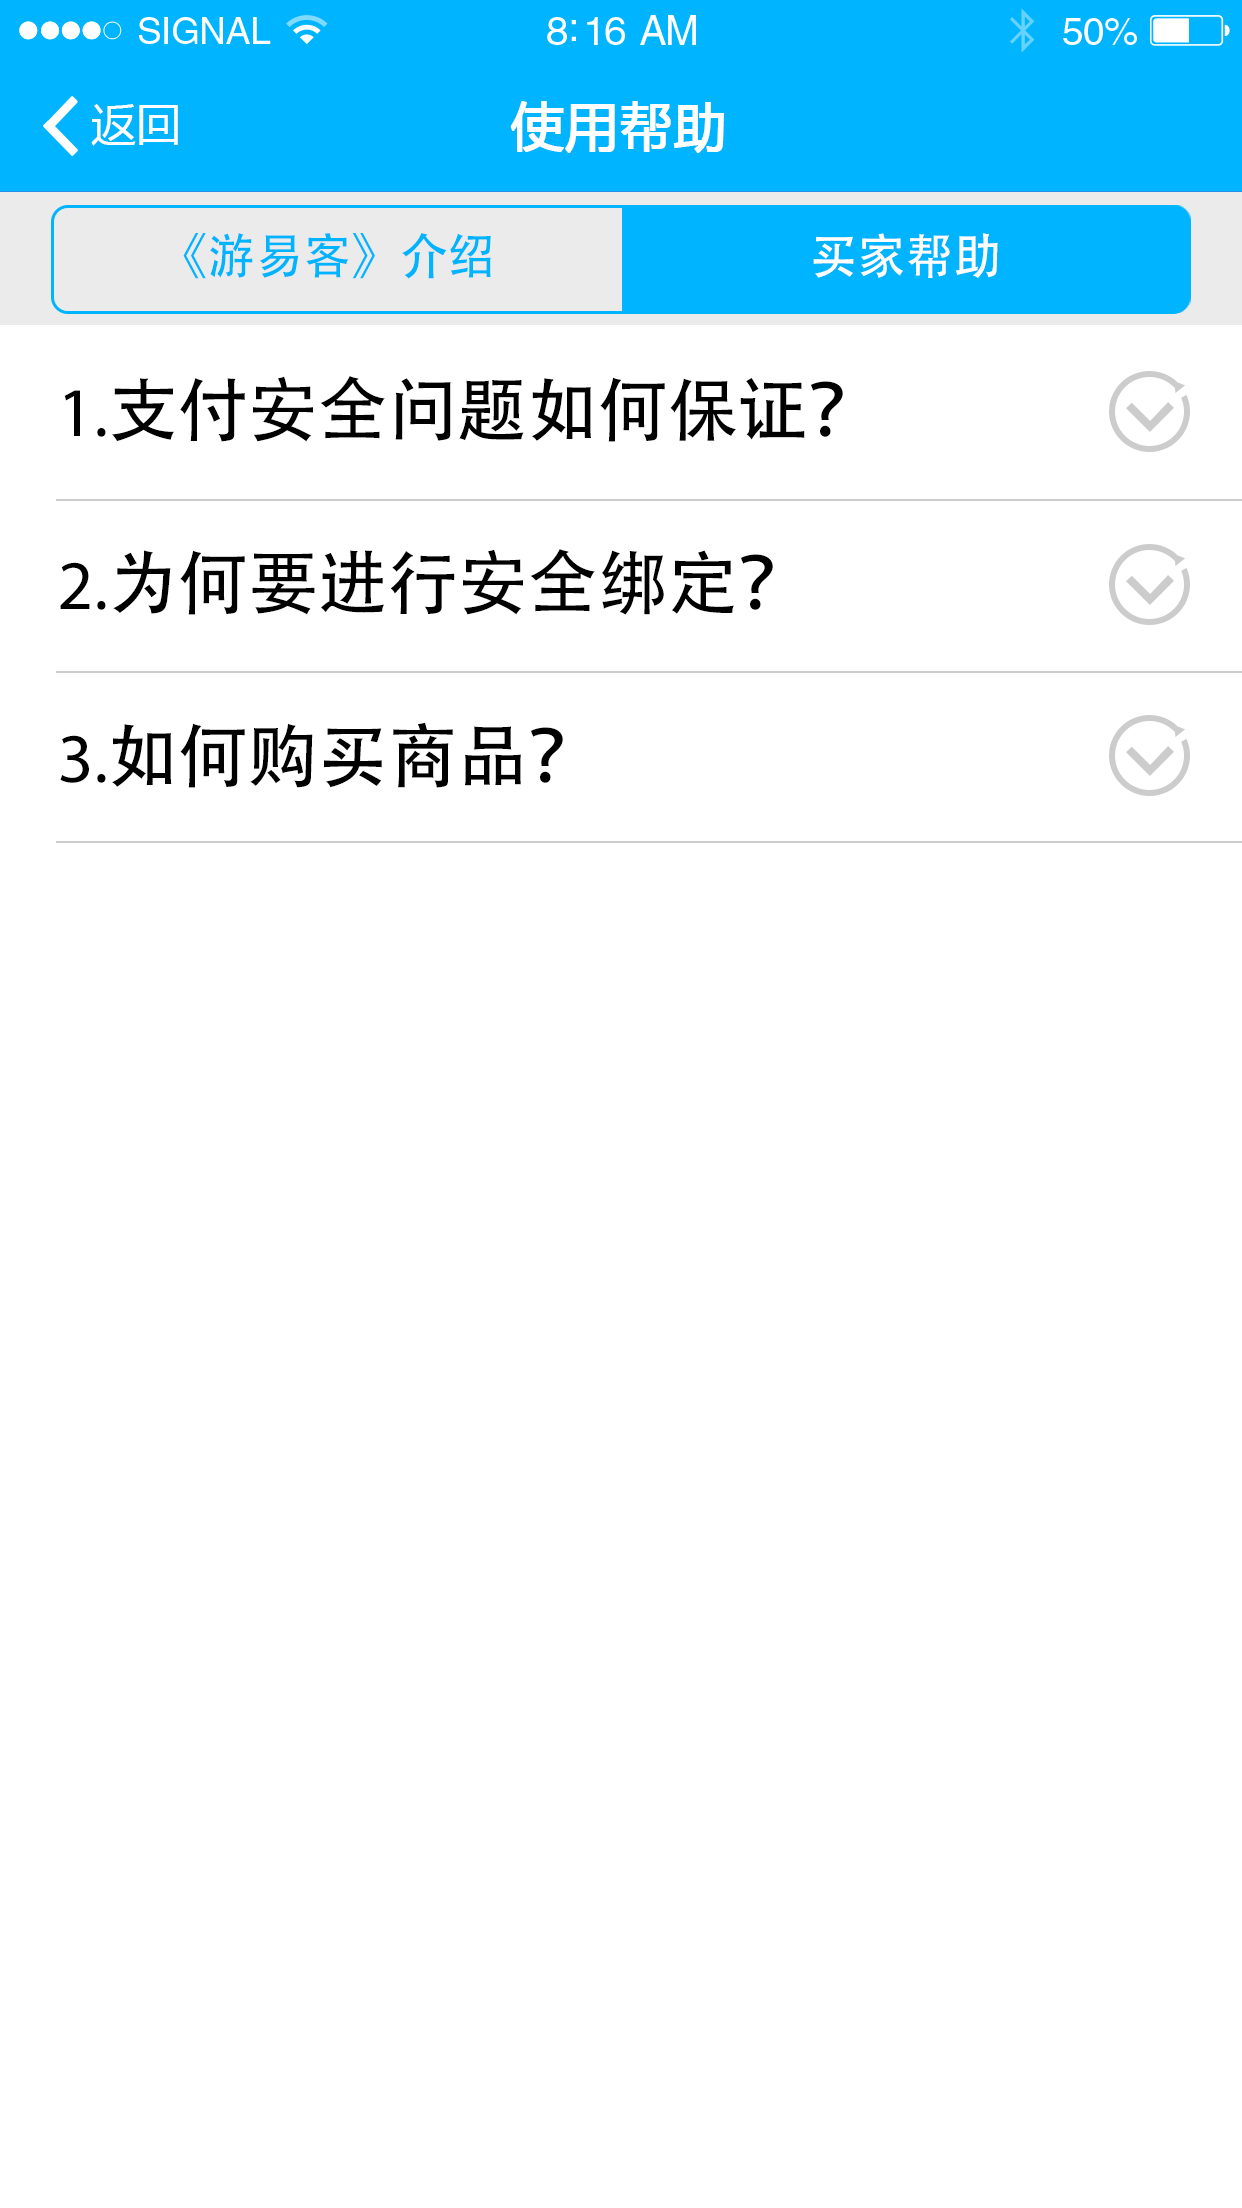 SIGNAL 8:16 AM 50%
返回 使用帮助
《游易客》介绍 买家帮助
1.支付安全问题如何保证?
2.为何要进行安全绑定?
3.如何购买商品?